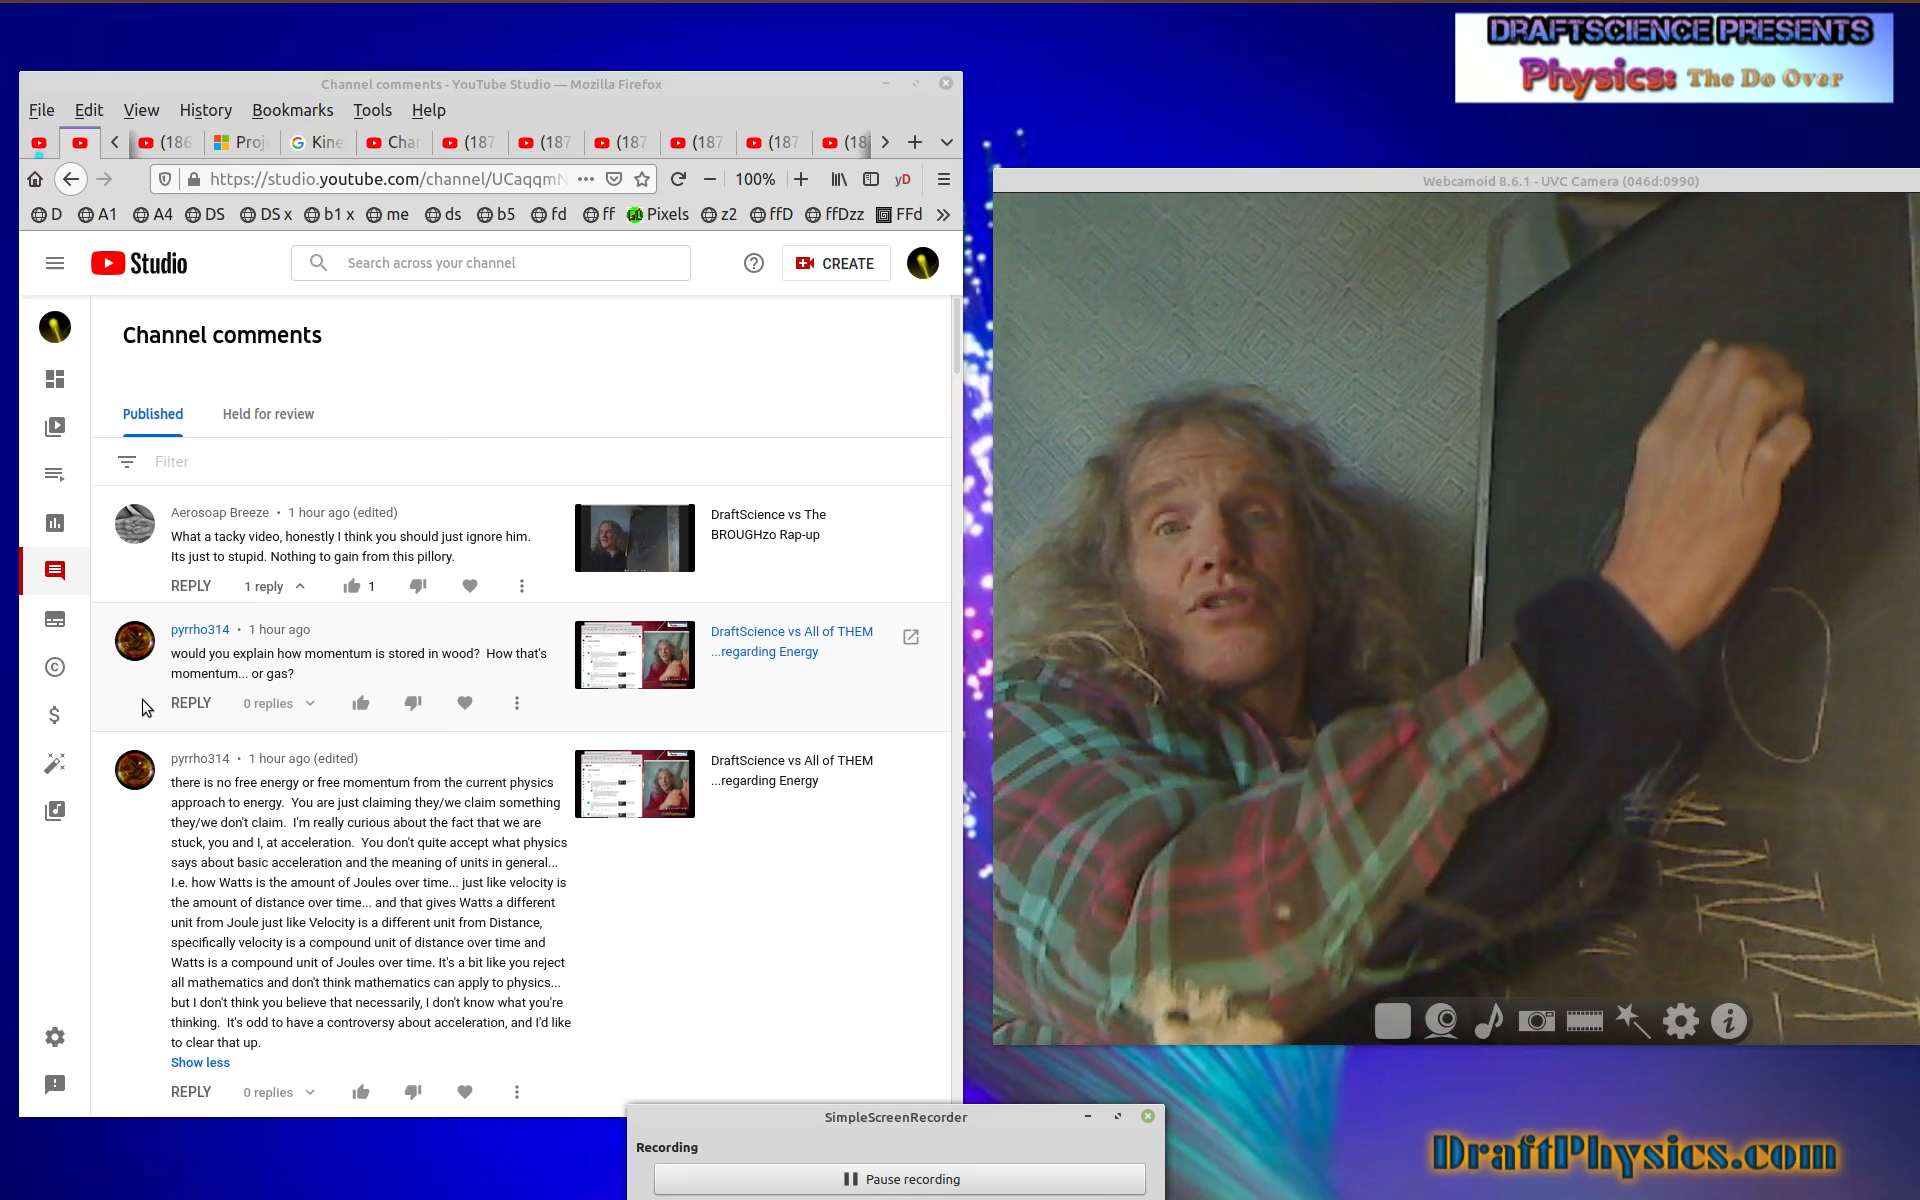 DRAFTSCIENCE PRESENTS
Physics: The Do Over
Channel comments - YouTube Studio — Mozilla Firefox
File Edit View History Bookmarks Tools Help
(186 Proj Kine Chan (187 (187 (187 (187 (187 (187
https://studio.youtube.com/channel/UCaqqmN 100% yD
D A1 A4 DS DS x b1 x me ds b5 fd ff Pixels z2 ffD ffDzz FFd
Studio Search across your channel CREATE
Channel comments
Published Held for review
Filter
Aerosoap Breeze • 1 hour ago (edited)
What a tacky video, honestly I think you should just ignore him.
Its just to stupid. Nothing to gain from this pillory.
REPLY 1 reply 1
DraftScience vs The
BROUGHzo Rap-up
pyrrho314 • 1 hour ago
would you explain how momentum is stored in wood? How that's
momentum... or gas?
REPLY 0 replies
DraftScience vs All of THEM
...regarding Energy
pyrrho314 • 1 hour ago (edited)
there is no free energy or free momentum from the current physics
approach to energy. You are just claiming they/we claim something
they/we don't claim. I'm really curious about the fact that we are
stuck, you and I, at acceleration. You don't quite accept what physics
says about basic acceleration and the meaning of units in general...
I.e. how Watts is the amount of Joules over time... just like velocity is
the amount of distance over time... and that gives Watts a different
unit from Joule just like Velocity is a different unit from Distance,
specifically velocity is a compound unit of distance over time and
Watts is a compound unit of Joules over time. It's a bit like you reject
all mathematics and don't think mathematics can apply to physics...
but I don't think you believe that necessarily, I don't know what you're
thinking. It's odd to have a controversy about acceleration, and I'd like
to clear that up.
Show less
REPLY 0 replies
DraftScience vs All of THEM
...regarding Energy
Webcamoid 8.6.1 - UVC Camera (046d:0990)
SimpleScreenRecorder
Recording
Pause recording
DraftPhysics.com